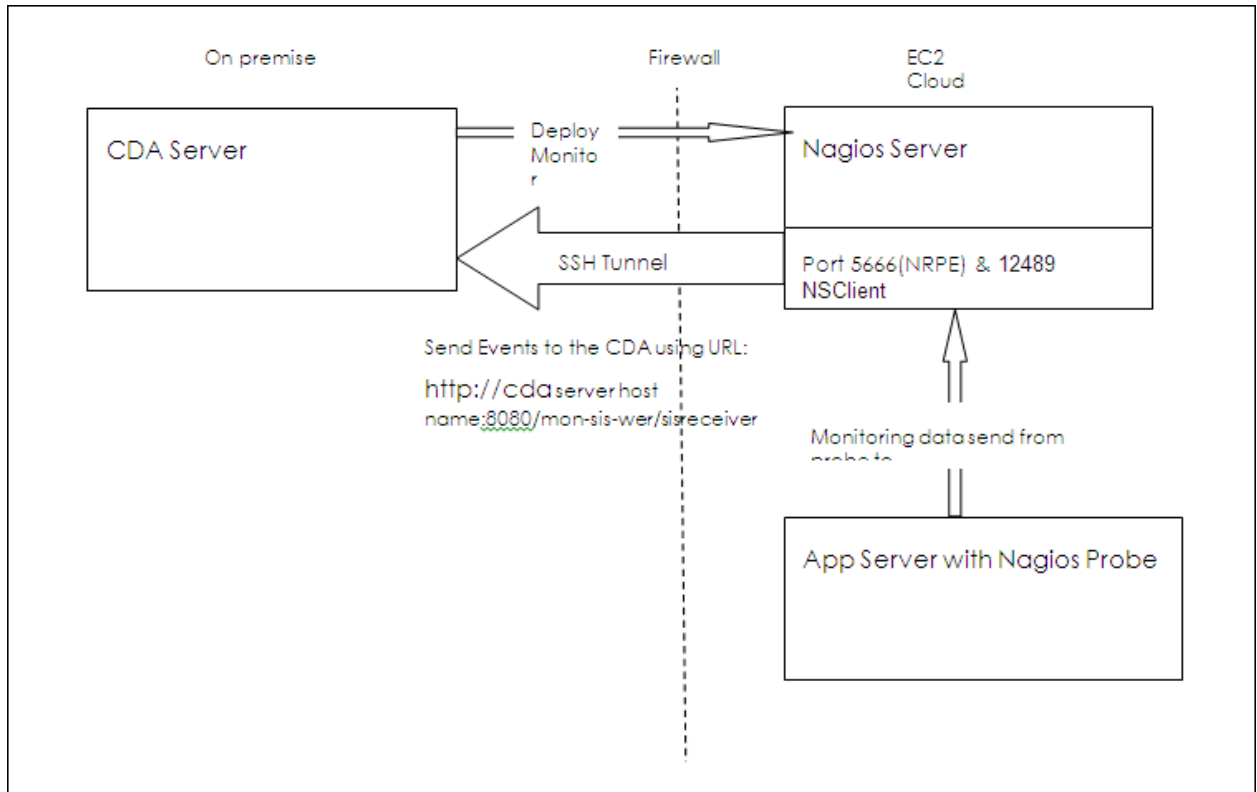 On premise
Firewall
EC2
Cloud
CDA Server
Deploy
Monito
r
Nagios Server
SSH Tunnel
Port 5666(NRPE) & 12489
NSClient
Send Events to the CDA using URL:
http://cda server host
name:8080/mon-sis-wer/sisreceiver
Monitoring data send from
probe to
App Server with Nagios Probe